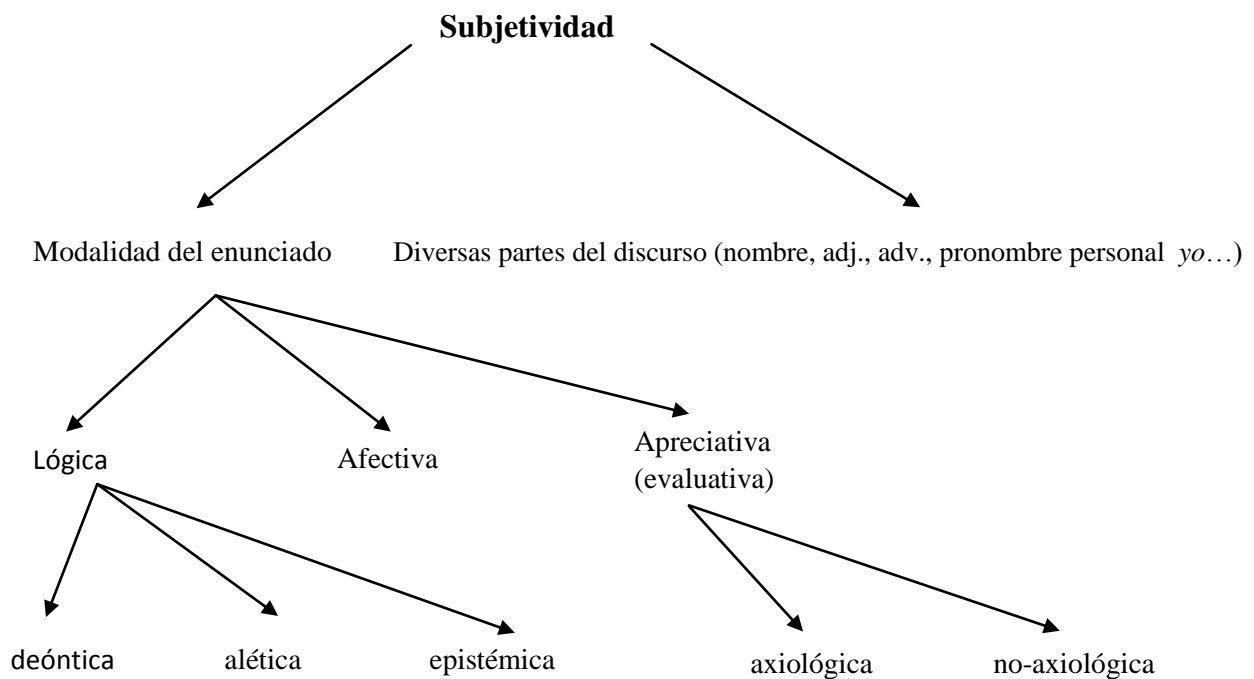 Subjetividad
Modalidad del enunciado
Diversas partes del discurso (nombre, adj., adv., pronombre personal yo…)
Lógica
Afectiva
Apreciativa
(evaluativa)
deóntica
alética
epistémica
axiológica
no-axiológica